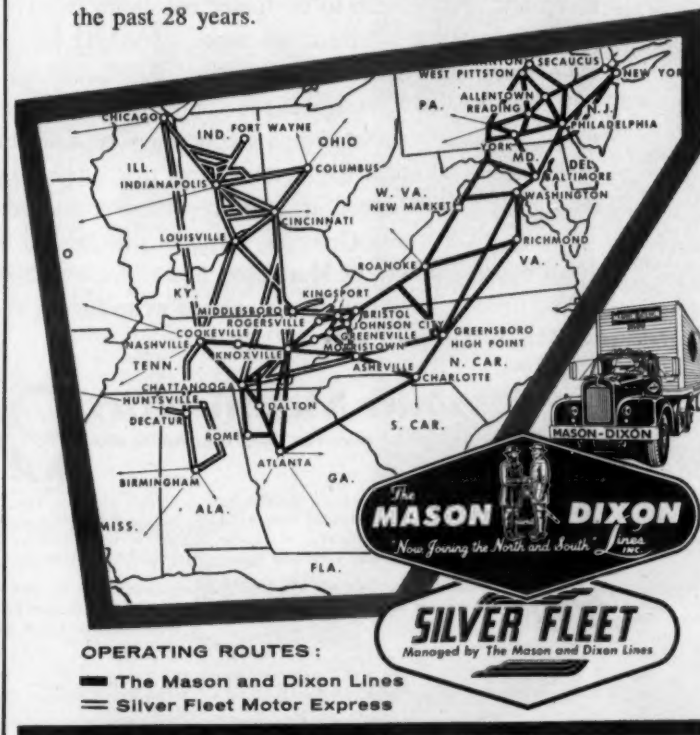 the past 28 years.
SECAUCUS
WEST PITTSTON
NEW YOR
ALLENTOWN
READING
PA.
N.J.
PHILADELPHIA
YORK
MD.
DEL.
BALTIMORE
WASHINGTON
CHICAGO
IND.
FORT WAYNE
OHIO
ILL.
COLUMBUS
INDIANAPOLIS
W. VA.
NEW MARKET
CINCINNATI
LOUISVILLE
RICHMOND
VA.
ROANOKE
KY.
KINGSPORT
MIDDLESBORO
ROGERSVILLE
BRISTOL
JOHNSON CITY
COOKEVILLE
GREENEVILLE
GREENSBORO
HIGH POINT
NASHVILLE
KNOXVILLE
MORRISTOWN
TENN.
ASHEVILLE
N. CAR.
CHATTANOOGA
CHARLOTTE
HUNTSVILLE
DALTON
DECATUR
S. CAR.
ROME
ATLANTA
BIRMINGHAM
GA.
ALA.
MISS.
FLA.
MASON-DIXON
The
MASON DIXON
"Now Joining the North and South" Lines
INC.
SILVER FLEET
Managed by The Mason and Dixon Lines
OPERATING ROUTES:
The Mason and Dixon Lines
Silver Fleet Motor Express